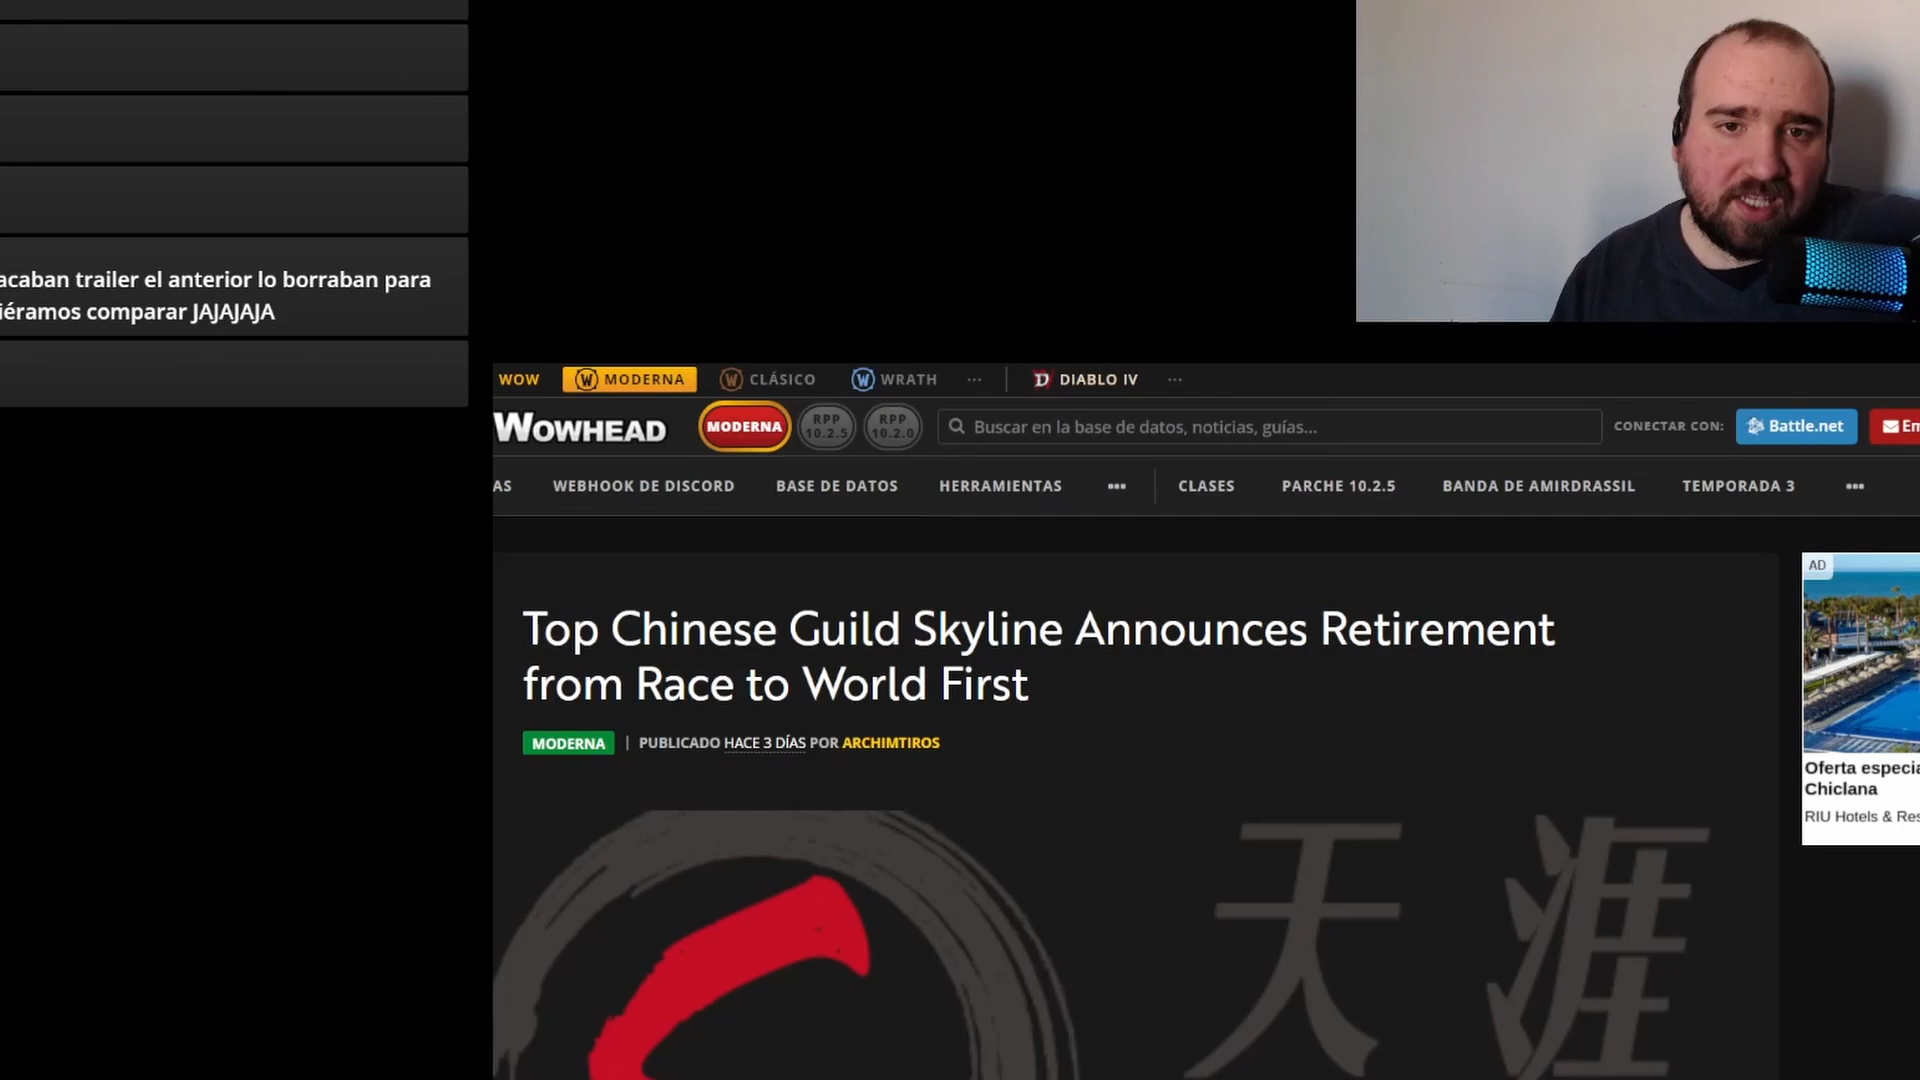 acaban trailer el anterior lo borraban para
iéramos comparar JAJAJAJA
WOW MODERNA CLÁSICO WRATH ... DIABLO IV ...
WOWHEAD MODERNA RPP 10.2.5 RPP 10.2.0 Buscar en la base de datos, noticias, guías... CONECTAR CON: Battle.net Em
AS WEBHOOK DE DISCORD BASE DE DATOS HERRAMIENTAS ... CLASES PARCHE 10.2.5 BANDA DE AMIRDRASSIL TEMPORADA 3 ...
Top Chinese Guild Skyline Announces Retirement
from Race to World First
MODERNA | PUBLICADO HACE 3 DÍAS POR ARCHIMTIROS
天涯
AD
Oferta especia
Chiclana
RIU Hotels & Res